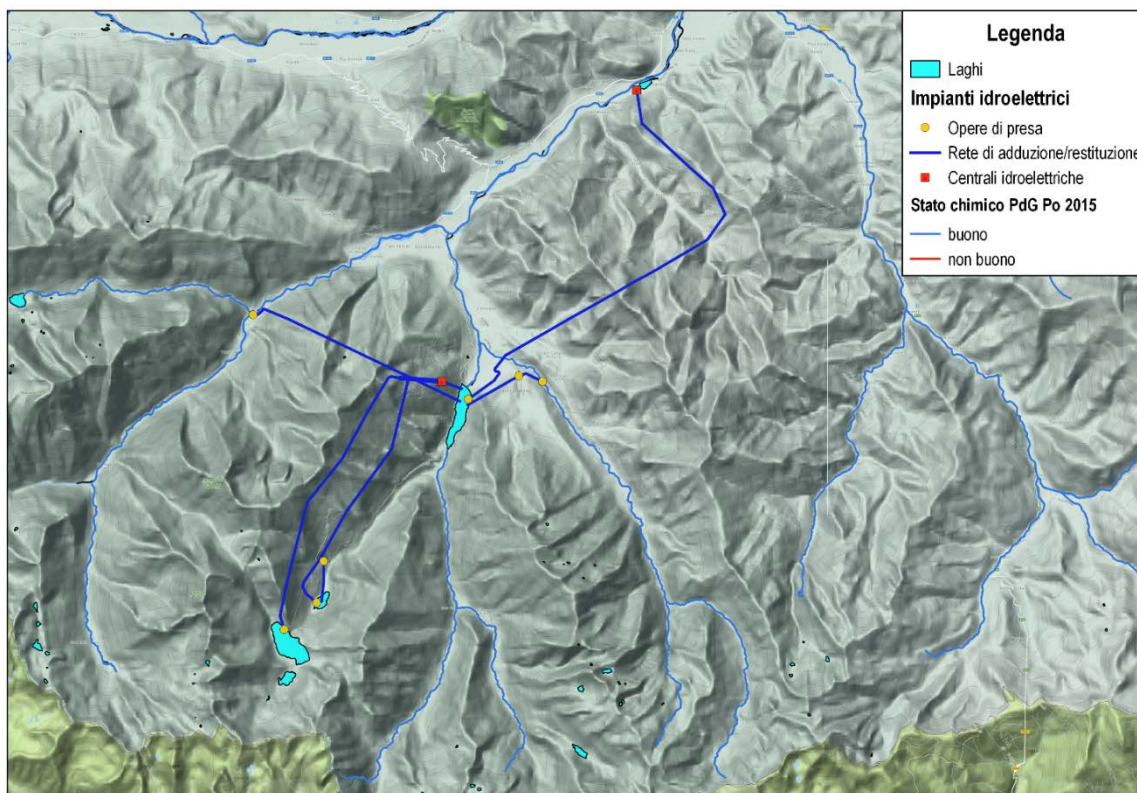 Legenda
Laghi
Impianti idroelettrici
Opere di presa
Rete di adduzione/restituzione
Centrali idroelettriche
Stato chimico PdG Po 2015
buono
non buono